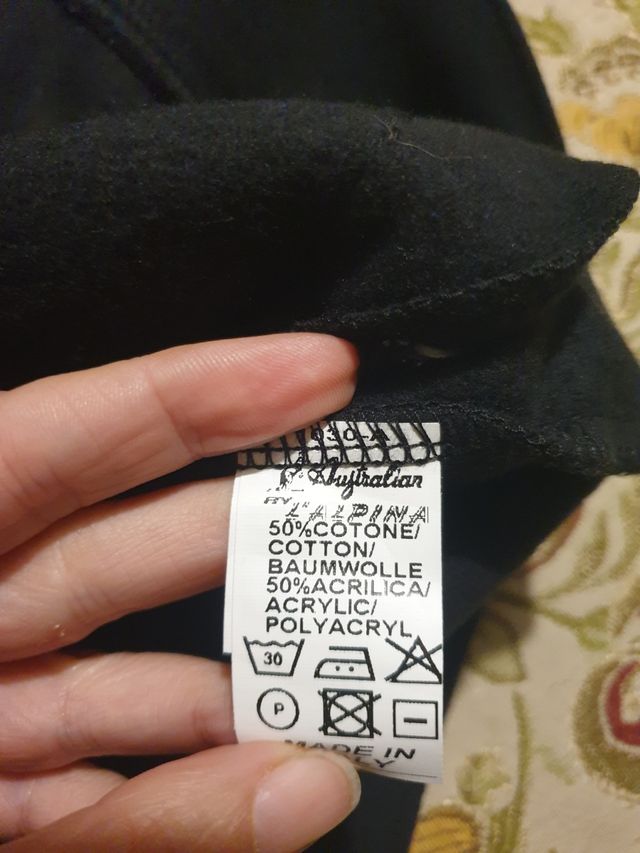 Australian
BY L'ALPINA
50%COTONE/
COTTON/
BAUMWOLLE
50%ACRILICA/
ACRYLIC/
POLYACRYL
30
P
MADE IN